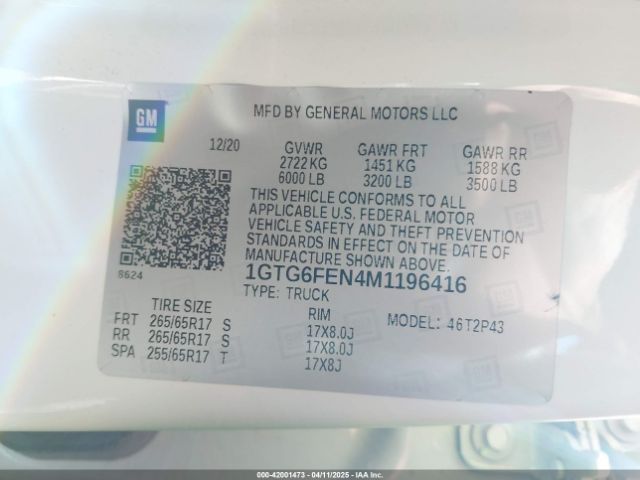 GM
MFD BY GENERAL MOTORS LLC
12/20 GVWR GAWR FRT GAWR RR
2722 KG 1451 KG 1588 KG
6000 LB 3200 LB 3500 LB
THIS VEHICLE CONFORMS TO ALL
APPLICABLE U.S. FEDERAL MOTOR
VEHICLE SAFETY AND THEFT PREVENTION
STANDARDS IN EFFECT ON THE DATE OF
MANUFACTURE SHOWN ABOVE.
8624
1GTG6FEN4M1196416
TYPE: TRUCK
TIRE SIZE RIM MODEL: 46T2P43
FRT 265/65R17 S 17X8.0J
RR 265/65R17 S 17X8.0J
SPA 255/65R17 T 17X8J
000-42001473 04/11/2025 IAAI.COM